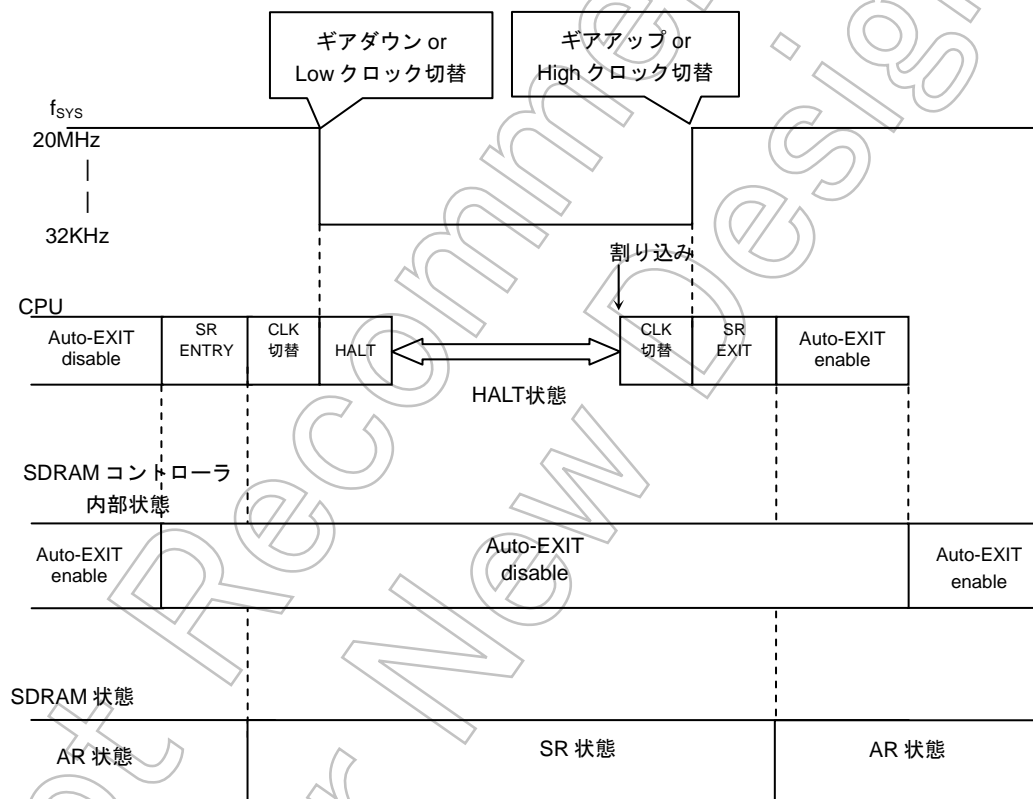 ギアダウン or
Low クロック切替
ギアアップ or
High クロック切替
fSYS
20MHz
|
|
32KHz
割り込み
CPU
Auto-EXIT
disable
SR
ENTRY
CLK
切替
HALT
HALT状態
CLK
切替
SR
EXIT
Auto-EXIT
enable
SDRAM コントローラ
内部状態
Auto-EXIT
enable
Auto-EXIT
disable
Auto-EXIT
enable
SDRAM 状態
AR 状態
SR 状態
AR 状態